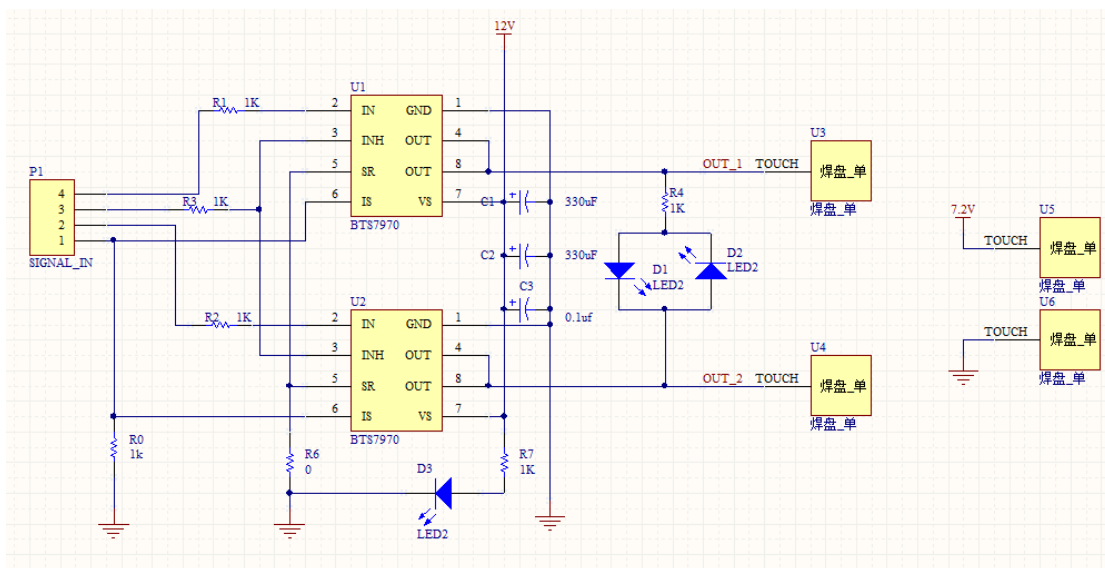 12V
U1
R1 1K
2 IN GND 1
3 INH OUT 4
5 SR OUT 8
6 IS VS 7
BTS7970
P1
4
3
2
1
SIGNAL_IN
R3 1K
R2 1K
C1 330uF
C2 330uF
C3
0.1uf
U2
2 IN GND 1
3 INH OUT 4
5 SR OUT 8
6 IS VS 7
BTS7970
OUT_1 TOUCH
U3
焊盘_单
焊盘_单
R4
1K
D1
LED2
D2
LED2
OUT_2 TOUCH
U4
焊盘_单
焊盘_单
7.2V
TOUCH
U5
焊盘_单
焊盘_单
U6
TOUCH
焊盘_单
焊盘_单
R0
1k
R6
0
D3
LED2
R7
1K